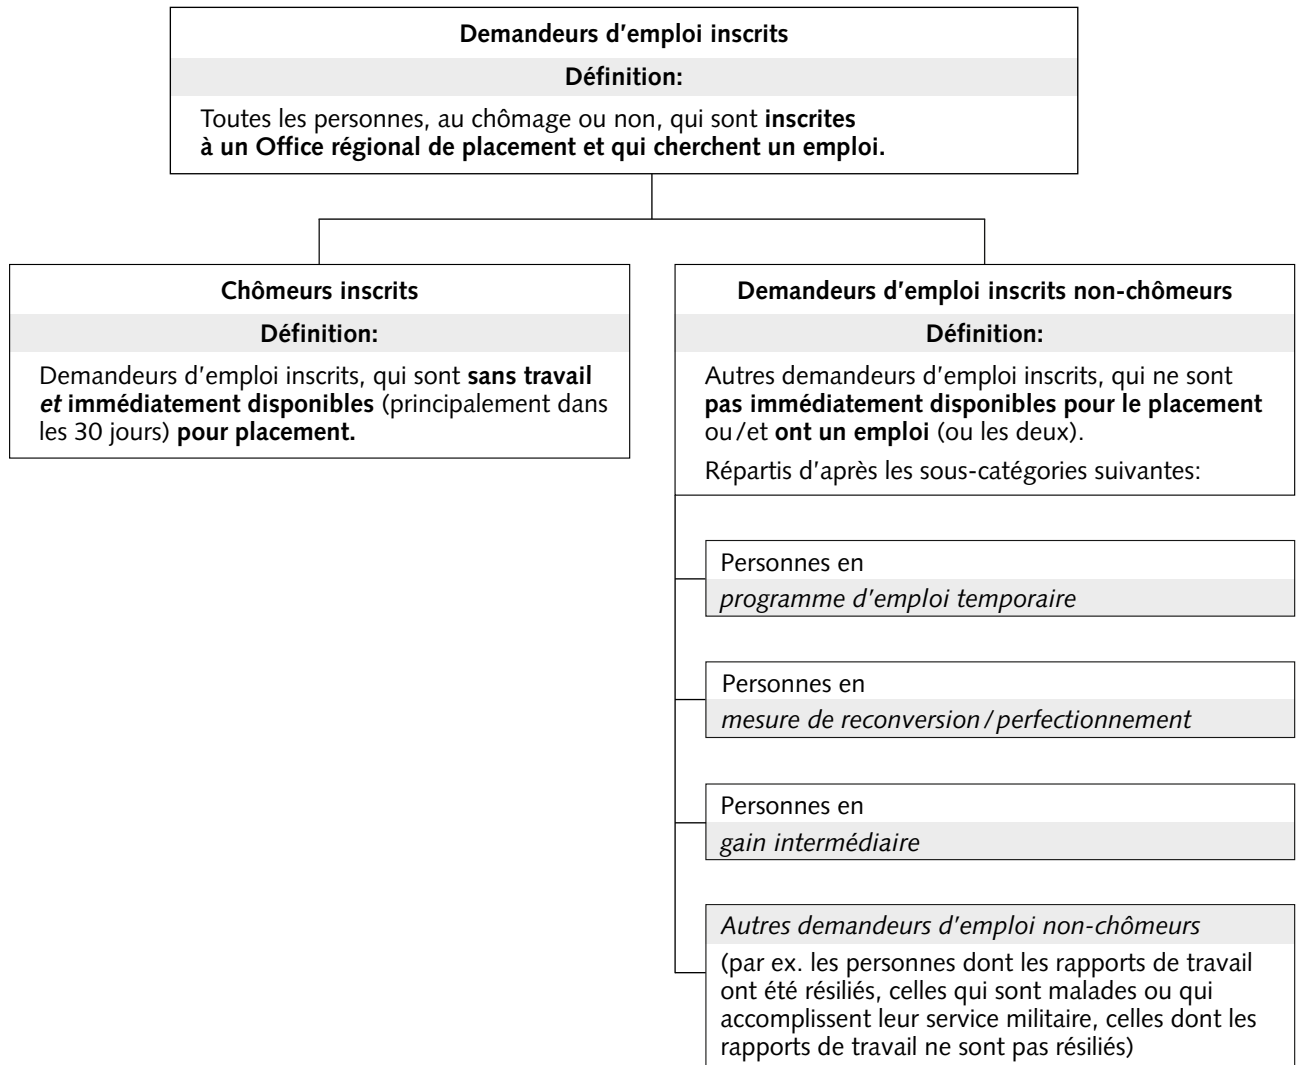 Demandeurs d'emploi inscrits
Définition:
Toutes les personnes, au chômage ou non, qui sont inscrites
à un Office régional de placement et qui cherchent un emploi.
Chômeurs inscrits
Définition:
Demandeurs d'emploi inscrits, qui sont sans travail
et immédiatement disponibles (principalement dans
les 30 jours) pour placement.
Demandeurs d'emploi inscrits non-chômeurs
Définition:
Autres demandeurs d'emploi inscrits, qui ne sont
pas immédiatement disponibles pour le placement
ou/et ont un emploi (ou les deux).
Répartis d'après les sous-catégories suivantes:
Personnes en
programme d'emploi temporaire
Personnes en
mesure de reconversion/perfectionnement
Personnes en
gain intermédiaire
Autres demandeurs d'emploi non-chômeurs
(par ex. les personnes dont les rapports de travail
ont été résiliés, celles qui sont malades ou qui
accomplissent leur service militaire, celles dont les
rapports de travail ne sont pas résiliés)